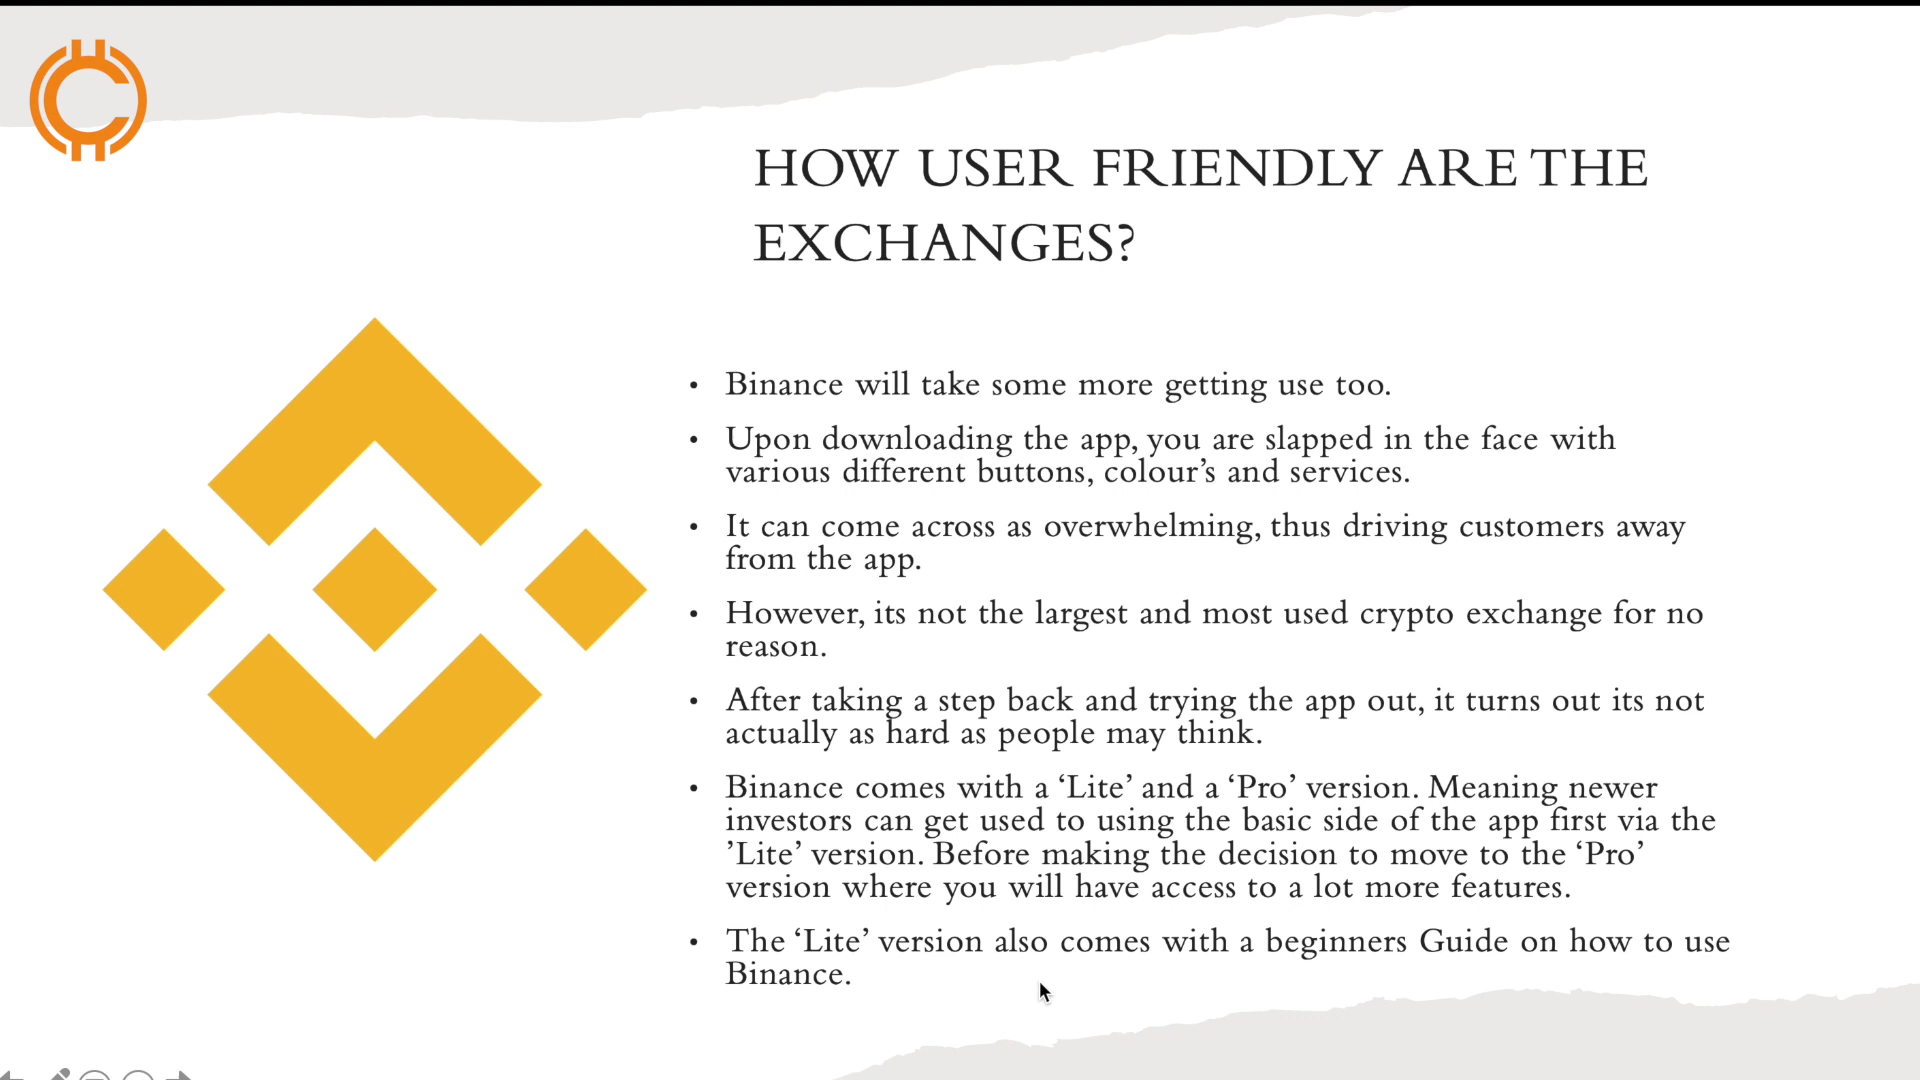 HOW USER FRIENDLY ARE THE
EXCHANGES?
• Binance will take some more getting use too.
• Upon downloading the app, you are slapped in the face with
various different buttons, colour’s and services.
• It can come across as overwhelming, thus driving customers away
from the app.
• However, its not the largest and most used crypto exchange for no
reason.
• After taking a step back and trying the app out, it turns out its not
actually as hard as people may think.
• Binance comes with a ‘Lite’ and a ‘Pro’ version. Meaning newer
investors can get used to using the basic side of the app first via the
’Lite’ version. Before making the decision to move to the ‘Pro’
version where you will have access to a lot more features.
• The ‘Lite’ version also comes with a beginners Guide on how to use
Binance.